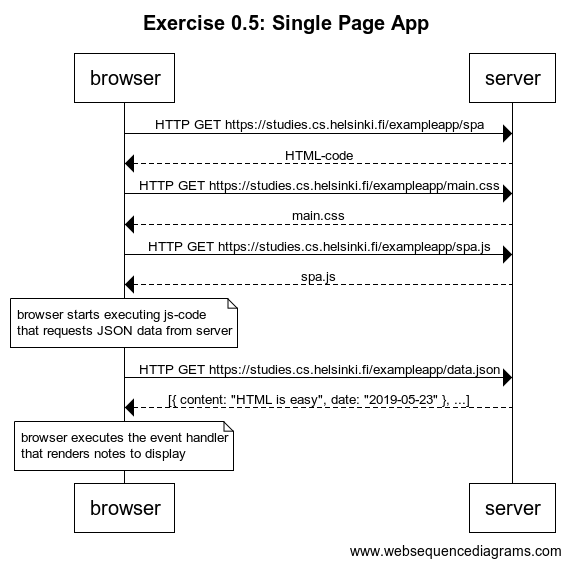 Exercise 0.5: Single Page App
browser
server
HTTP GET https://studies.cs.helsinki.fi/exampleapp/spa
HTML-code
HTTP GET https://studies.cs.helsinki.fi/exampleapp/main.css
main.css
HTTP GET https://studies.cs.helsinki.fi/exampleapp/spa.js
spa.js
browser starts executing js-code
that requests JSON data from server
HTTP GET https://studies.cs.helsinki.fi/exampleapp/data.json
[{ content: "HTML is easy", date: "2019-05-23" }, ...]
browser executes the event handler
that renders notes to display
browser
server
www.websequencediagrams.com